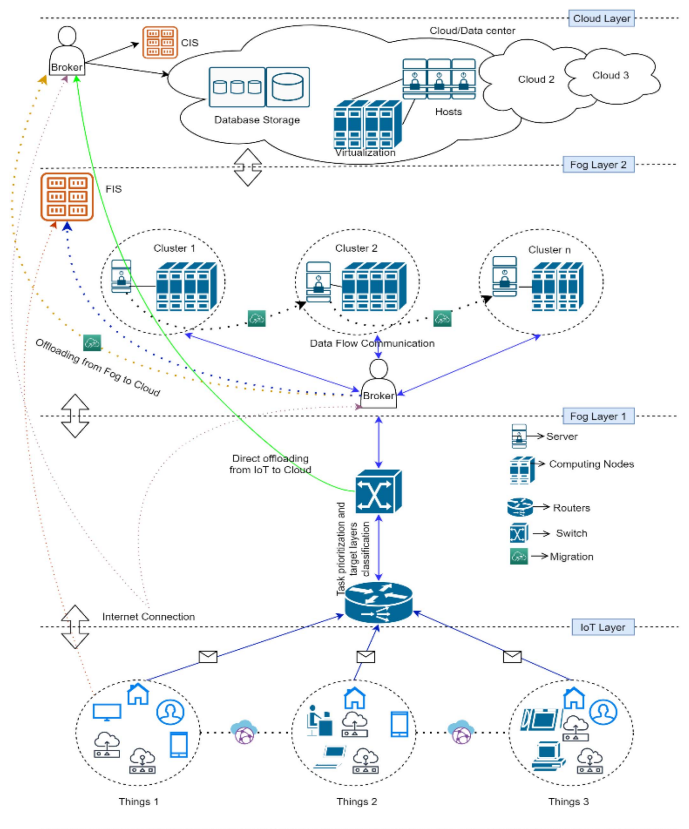 Cloud Layer
Cloud/Data center
CIS
Broker
Cloud 2
Cloud 3
Database Storage
Hosts
Virtualization
Fog Layer 2
FIS
Cluster 1
Cluster 2
Cluster n
Data Flow Communication
Offloading from Fog to Cloud
Broker
Fog Layer 1
Server
Direct offloading
from IoT to Cloud
Computing Nodes
Routers
Switch
Migration
Task prioritization and
target layers
classification
Internet Connection
IoT Layer
Things 1
Things 2
Things 3